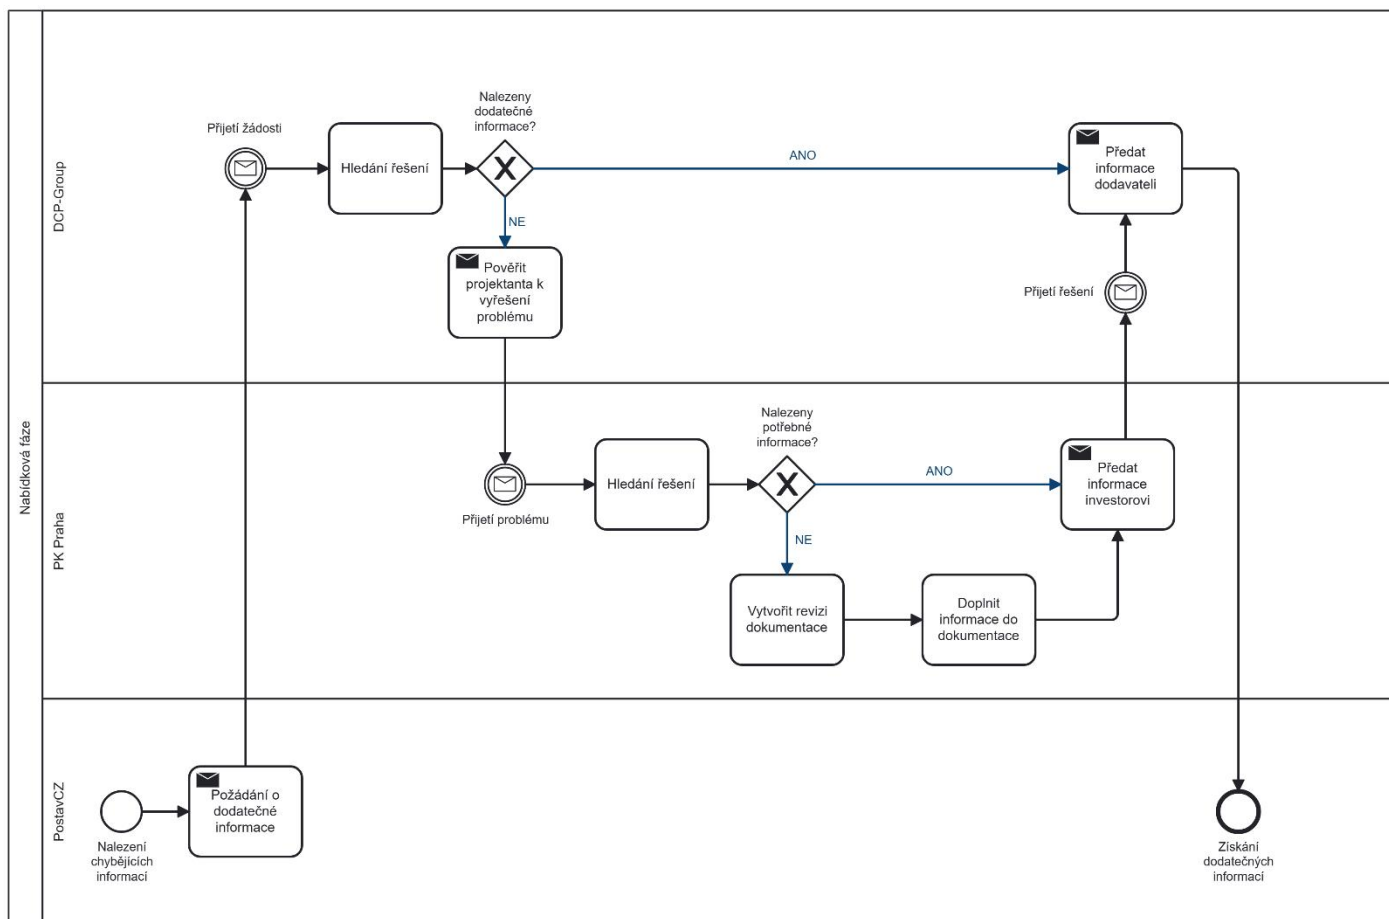 Nabídková fáze
DCP-Group
Přijetí žádosti
Hledání řešení
Nalezeny
dodatečné
informace?
ANO
NE
Předat
informace
dodavateli
Pověřit
projektanta k
vyřešení
problému
Přijetí řešení
PK Praha
Přijetí problému
Hledání řešení
Nalezeny
potřebné
informace?
ANO
NE
Předat
informace
investorovi
Vytvořit revizi
dokumentace
Doplnit
informace do
dokumentace
PostavCZ
Nalezení
chybějících
informací
Požádání o
dodatečné
informace
Získání
dodatečných
informací